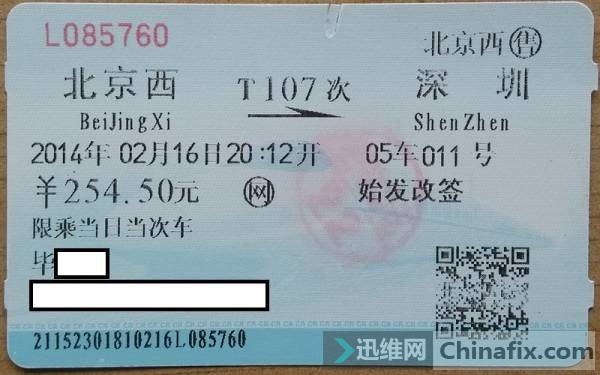 L085760
北京西㊕售
北京西 T107次 深圳
BeiJingXi ShenZhen
2014年02月16日20:12开 05车011号
￥254.50元 网 始发改签
限乘当日当次车
毕
21152301810216L085760
迅维网 Chinafix.com